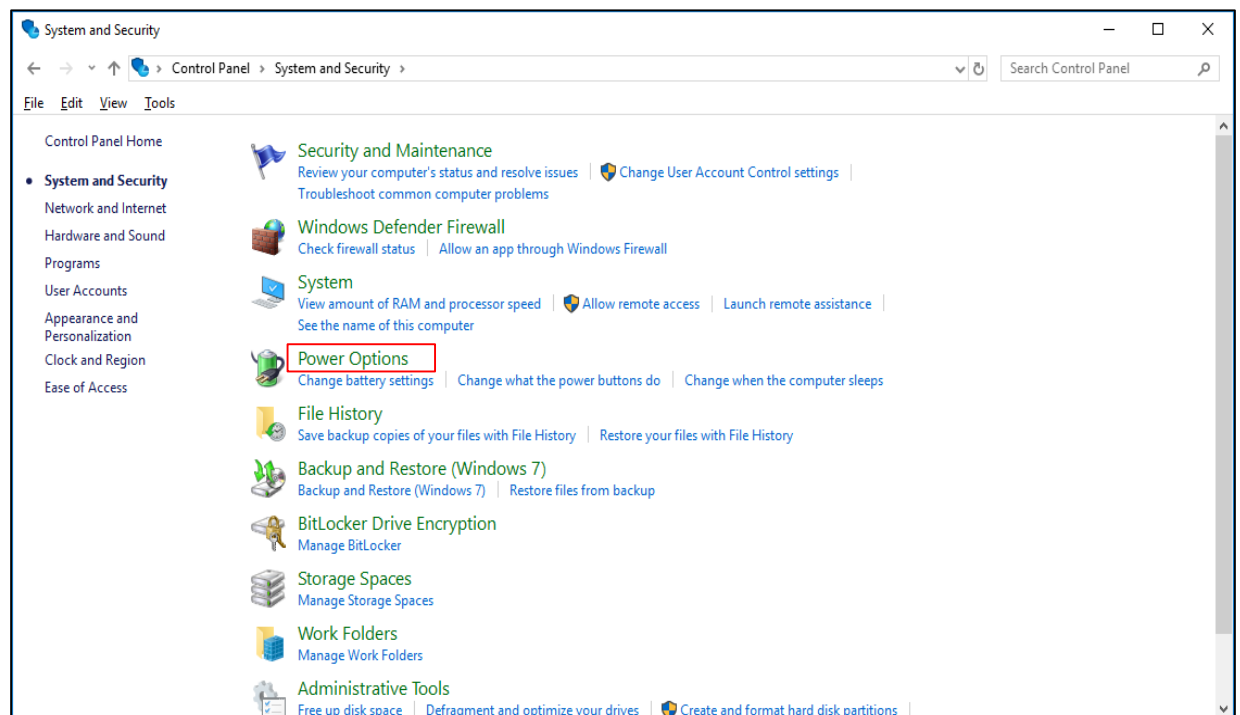 System and Security
Control Panel > System and Security >
Search Control Panel
File Edit View Tools
Control Panel Home
System and Security
Network and Internet
Hardware and Sound
Programs
User Accounts
Appearance and
Personalization
Clock and Region
Ease of Access
Security and Maintenance
Review your computer's status and resolve issues | Change User Account Control settings |
Troubleshoot common computer problems
Windows Defender Firewall
Check firewall status | Allow an app through Windows Firewall
System
View amount of RAM and processor speed | Allow remote access | Launch remote assistance |
See the name of this computer
Power Options
Change battery settings | Change what the power buttons do | Change when the computer sleeps
File History
Save backup copies of your files with File History | Restore your files with File History
Backup and Restore (Windows 7)
Backup and Restore (Windows 7) | Restore files from backup
BitLocker Drive Encryption
Manage BitLocker
Storage Spaces
Manage Storage Spaces
Work Folders
Manage Work Folders
Administrative Tools
Free up disk space | Defragment and optimize your drives | Create and format hard disk partitions |